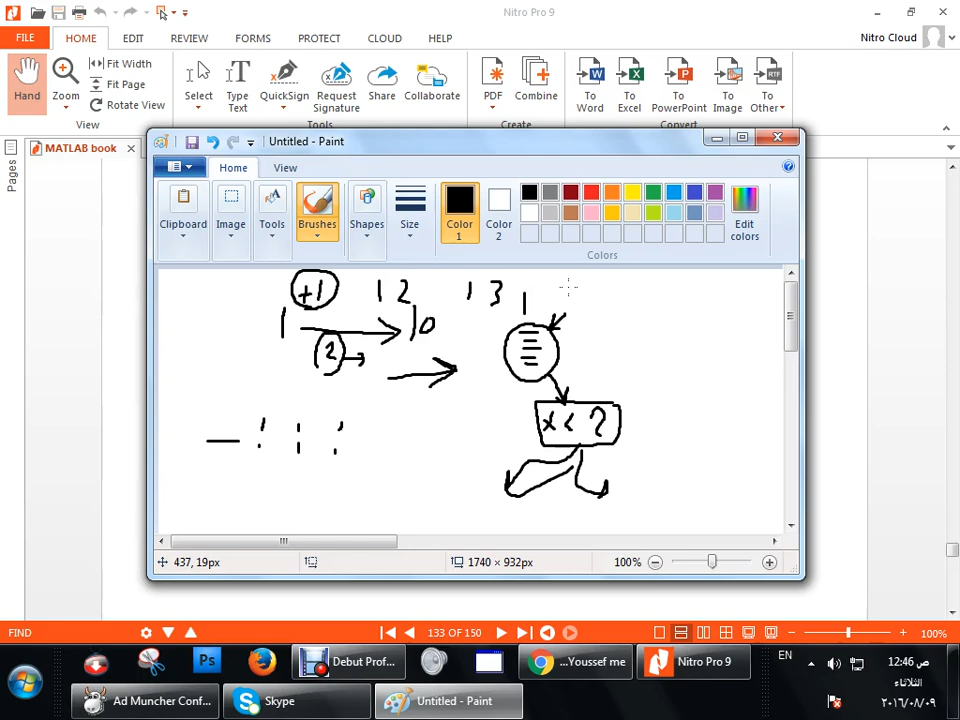 Nitro Pro 9
FILE HOME EDIT REVIEW FORMS PROTECT CLOUD HELP Nitro Cloud
Hand Zoom Fit Width Fit Page Rotate View
Select Type Text QuickSign Request Signature Share Collaborate
PDF Combine To Word To Excel To PowerPoint To Image To Other
View Tools Create Convert
Pages MATLAB book
Untitled - Paint
Home View
Clipboard Image Tools Brushes Shapes Size Color 1 Color 2 Edit colors
Colors
+1 12 13 1
1 10
2
x < ?
437, 19px 1740 × 932px 100%
FIND 133 OF 150 100%
Ps Debut Prof... ...Youssef me Nitro Pro 9 EN 12:46 ص
الثلاثاء
Ad Muncher Conf... Skype Untitled - Paint ٢٠١٦/٠٨/٠٩